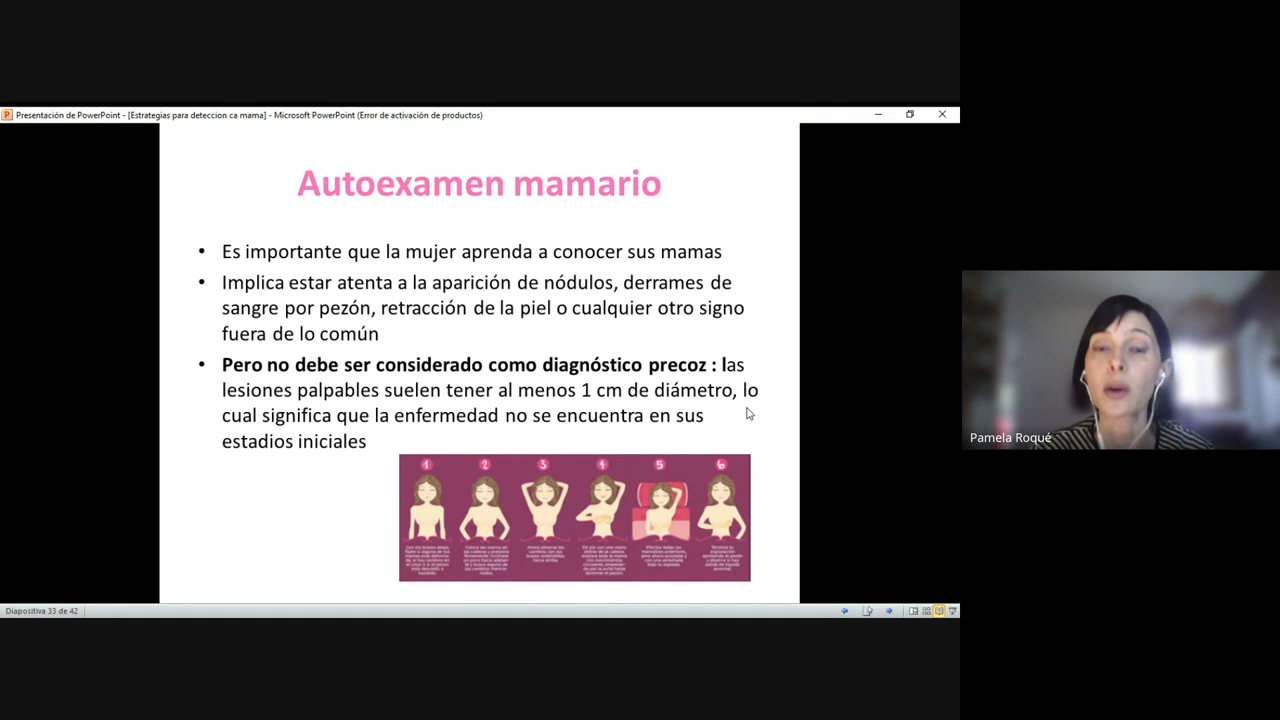 Presentación de PowerPoint - [Estrategias para deteccion ca mama] - Microsoft PowerPoint (Error de activación de productos)
Autoexamen mamario
• Es importante que la mujer aprenda a conocer sus mamas
• Implica estar atenta a la aparición de nódulos, derrames de
sangre por pezón, retracción de la piel o cualquier otro signo
fuera de lo común
• Pero no debe ser considerado como diagnóstico precoz : las
lesiones palpables suelen tener al menos 1 cm de diámetro, lo
cual significa que la enfermedad no se encuentra en sus
estadios iniciales
1 2 3 4 5 6
Pamela Roqué
Diapositiva 33 de 42